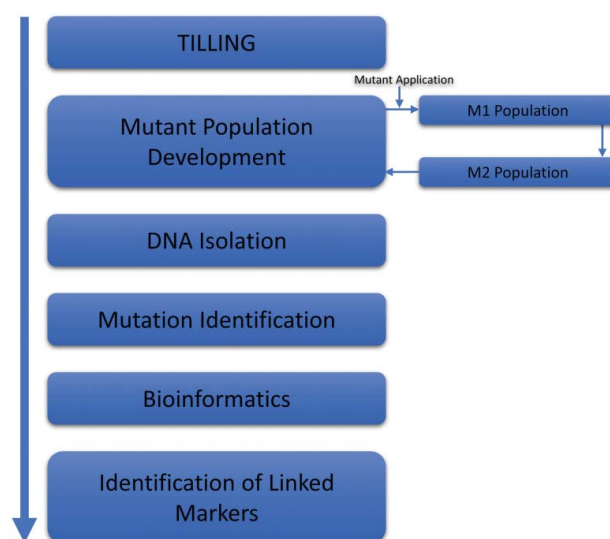 TILLING
Mutant Application
Mutant Population
Development
M1 Population
M2 Population
DNA Isolation
Mutation Identification
Bioinformatics
Identification of Linked
Markers